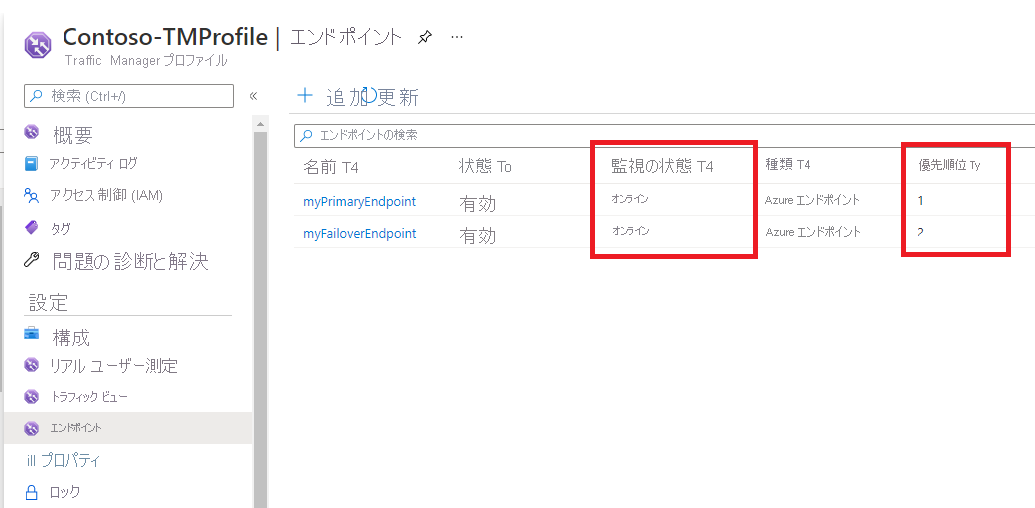 Contoso-TMProfile | エンドポイント ...
Traffic Manager プロファイル
検索 (Ctrl+/) «
概要
アクティビティ ログ
アクセス制御 (IAM)
タグ
問題の診断と解決
設定
構成
リアル ユーザー測定
トラフィック ビュー
エンドポイント
ill プロパティ
ロック
+ 追加 更新
エンドポイントの検索
名前 T4 状態 To 監視の状態 T4 種類 T4 優先順位 Ty
myPrimaryEndpoint 有効 オンライン Azure エンドポイント 1
myFailoverEndpoint 有効 オンライン Azure エンドポイント 2